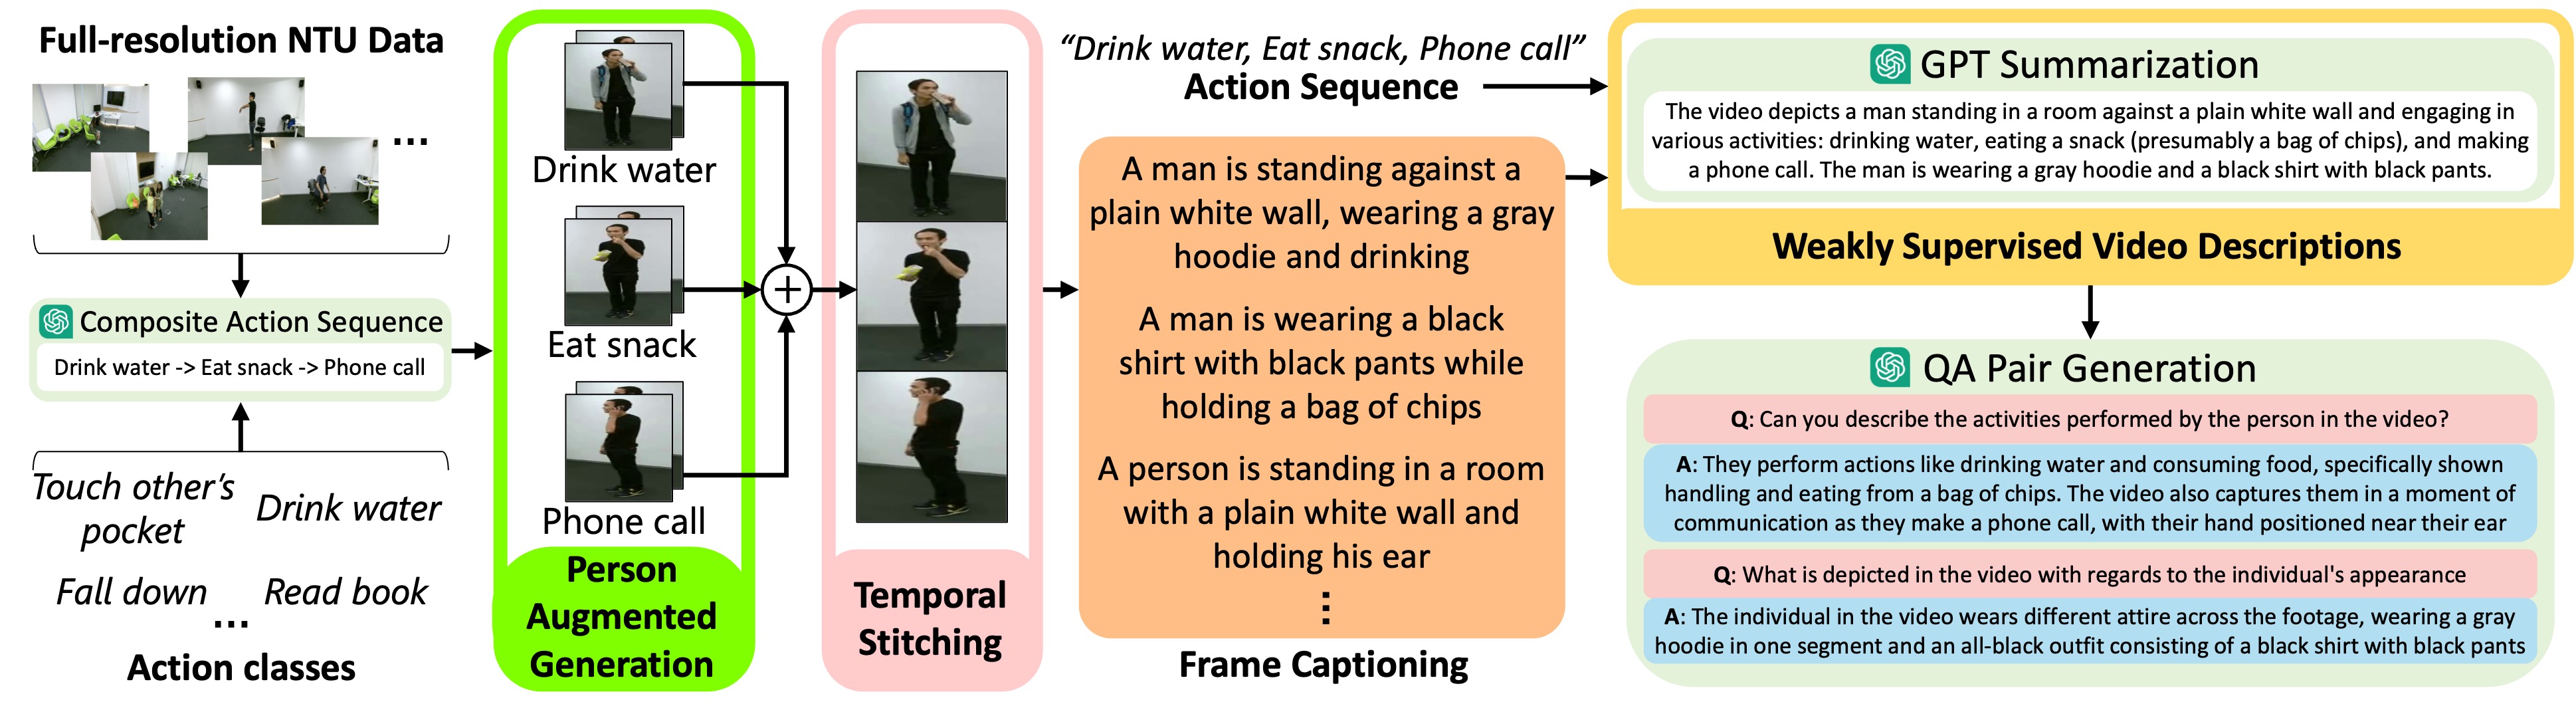 Full-resolution NTU Data
...
Composite Action Sequence
Drink water -> Eat snack -> Phone call
Touch other's
pocket
Drink water
Fall down
Read book
...
Action classes
Drink water
Eat snack
Phone call
Person
Augmented
Generation
+
Temporal
Stitching
“Drink water, Eat snack, Phone call”
Action Sequence
A man is standing against a
plain white wall, wearing a gray
hoodie and drinking
A man is wearing a black
shirt with black pants while
holding a bag of chips
A person is standing in a room
with a plain white wall and
holding his ear
⋮
Frame Captioning
GPT Summarization
The video depicts a man standing in a room against a plain white wall and engaging in
various activities: drinking water, eating a snack (presumably a bag of chips), and making
a phone call. The man is wearing a gray hoodie and a black shirt with black pants.
Weakly Supervised Video Descriptions
QA Pair Generation
Q: Can you describe the activities performed by the person in the video?
A: They perform actions like drinking water and consuming food, specifically shown
handling and eating from a bag of chips. The video also captures them in a moment of
communication as they make a phone call, with their hand positioned near their ear
Q: What is depicted in the video with regards to the individual's appearance
A: The individual in the video wears different attire across the footage, wearing a gray
hoodie in one segment and an all-black outfit consisting of a black shirt with black pants